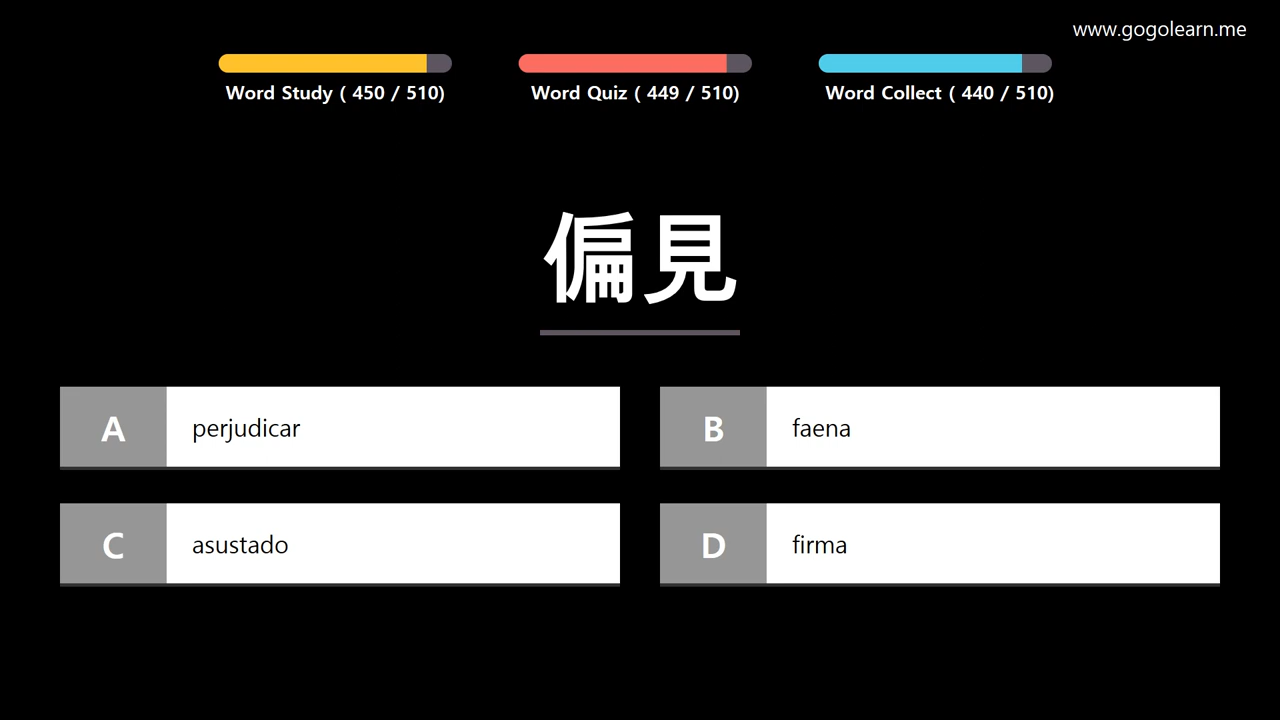 www.gogolearn.me
Word Study ( 450 / 510)
Word Quiz ( 449 / 510)
Word Collect ( 440 / 510)
偏見
A perjudicar
B faena
C asustado
D firma